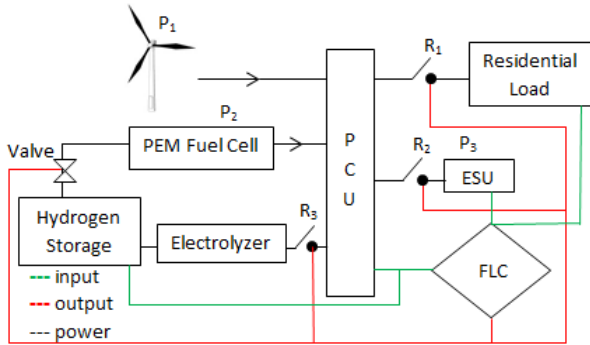 P1
R1
Residential
Load
P2
PEM Fuel Cell
Valve
P
C
U
R2
P3
ESU
Hydrogen
Storage
Electrolyzer
R3
FLC
input
output
power